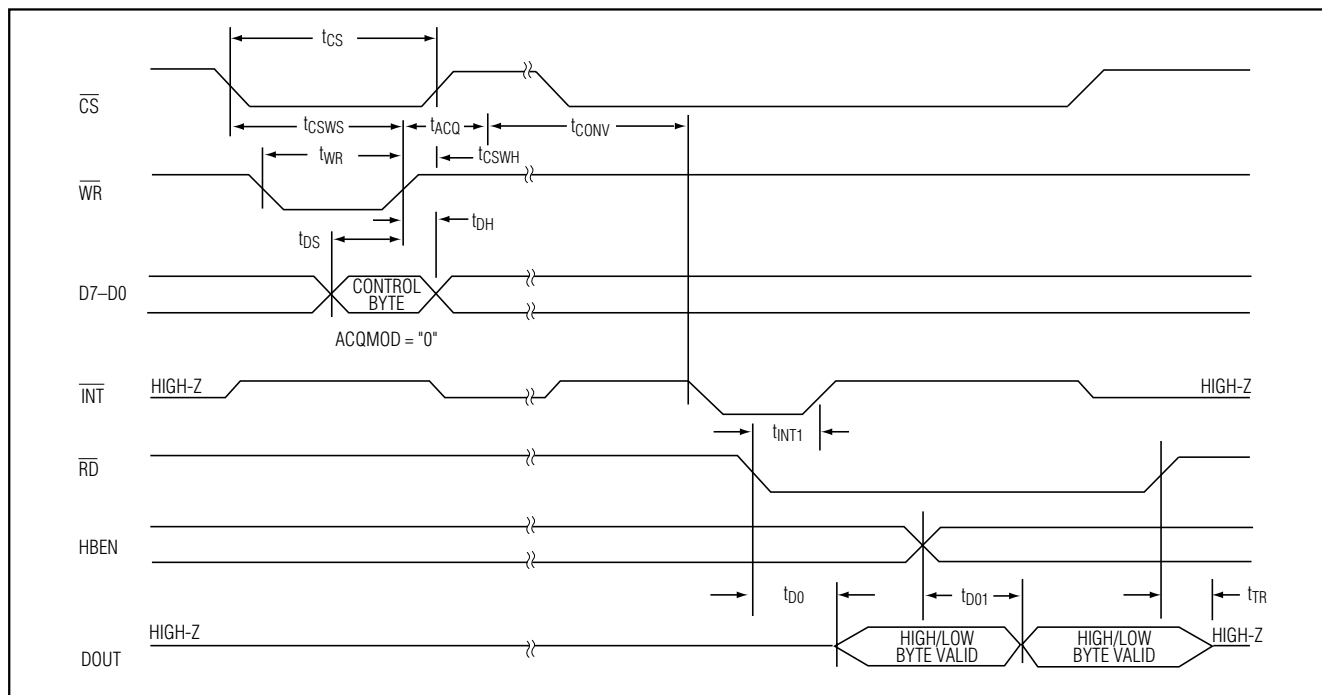 tCS
CS
tCSWS
tACQ
tCONV
tWR
tCSWH
WR
tDH
tDS
D7–D0
CONTROL
BYTE
ACQMOD = "0"
INT
HIGH-Z
HIGH-Z
tINT1
RD
HBEN
tD0
tD01
tTR
DOUT
HIGH-Z
HIGH/LOW
BYTE VALID
HIGH/LOW
BYTE VALID
HIGH-Z